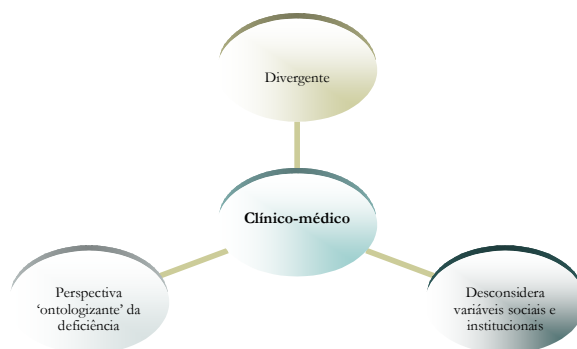 Divergente
Clínico-médico
Perspectiva
‘ontologizante’ da
deficiência
Desconsidera
variáveis sociais e
institucionais